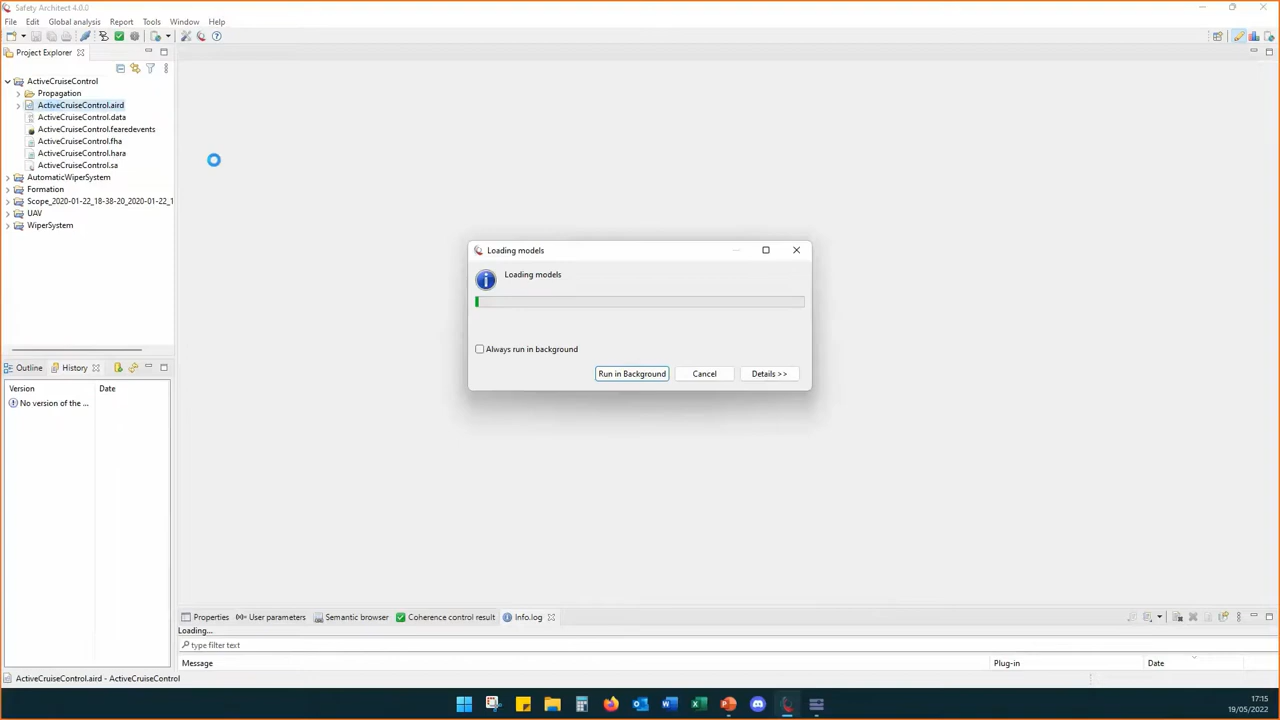 Safety Architect 4.0.0
File Edit Global analysis Report Tools Window Help
Project Explorer
ActiveCruiseControl
Propagation
ActiveCruiseControl.aird
ActiveCruiseControl.data
ActiveCruiseControl.fearedevents
ActiveCruiseControl.fha
ActiveCruiseControl.hara
ActiveCruiseControl.sa
AutomaticWiperSystem
Formation
Scope_2020-01-22_18-38-20_2020-01-22_1
UAV
WiperSystem
Loading models
Loading models
Always run in background
Run in Background Cancel Details >>
Outline History
Version Date
No version of the ...
Properties User parameters Semantic browser Coherence control result Info.log
Loading...
type filter text
Message Plug-in Date
ActiveCruiseControl.aird - ActiveCruiseControl
17:15
19/05/2022